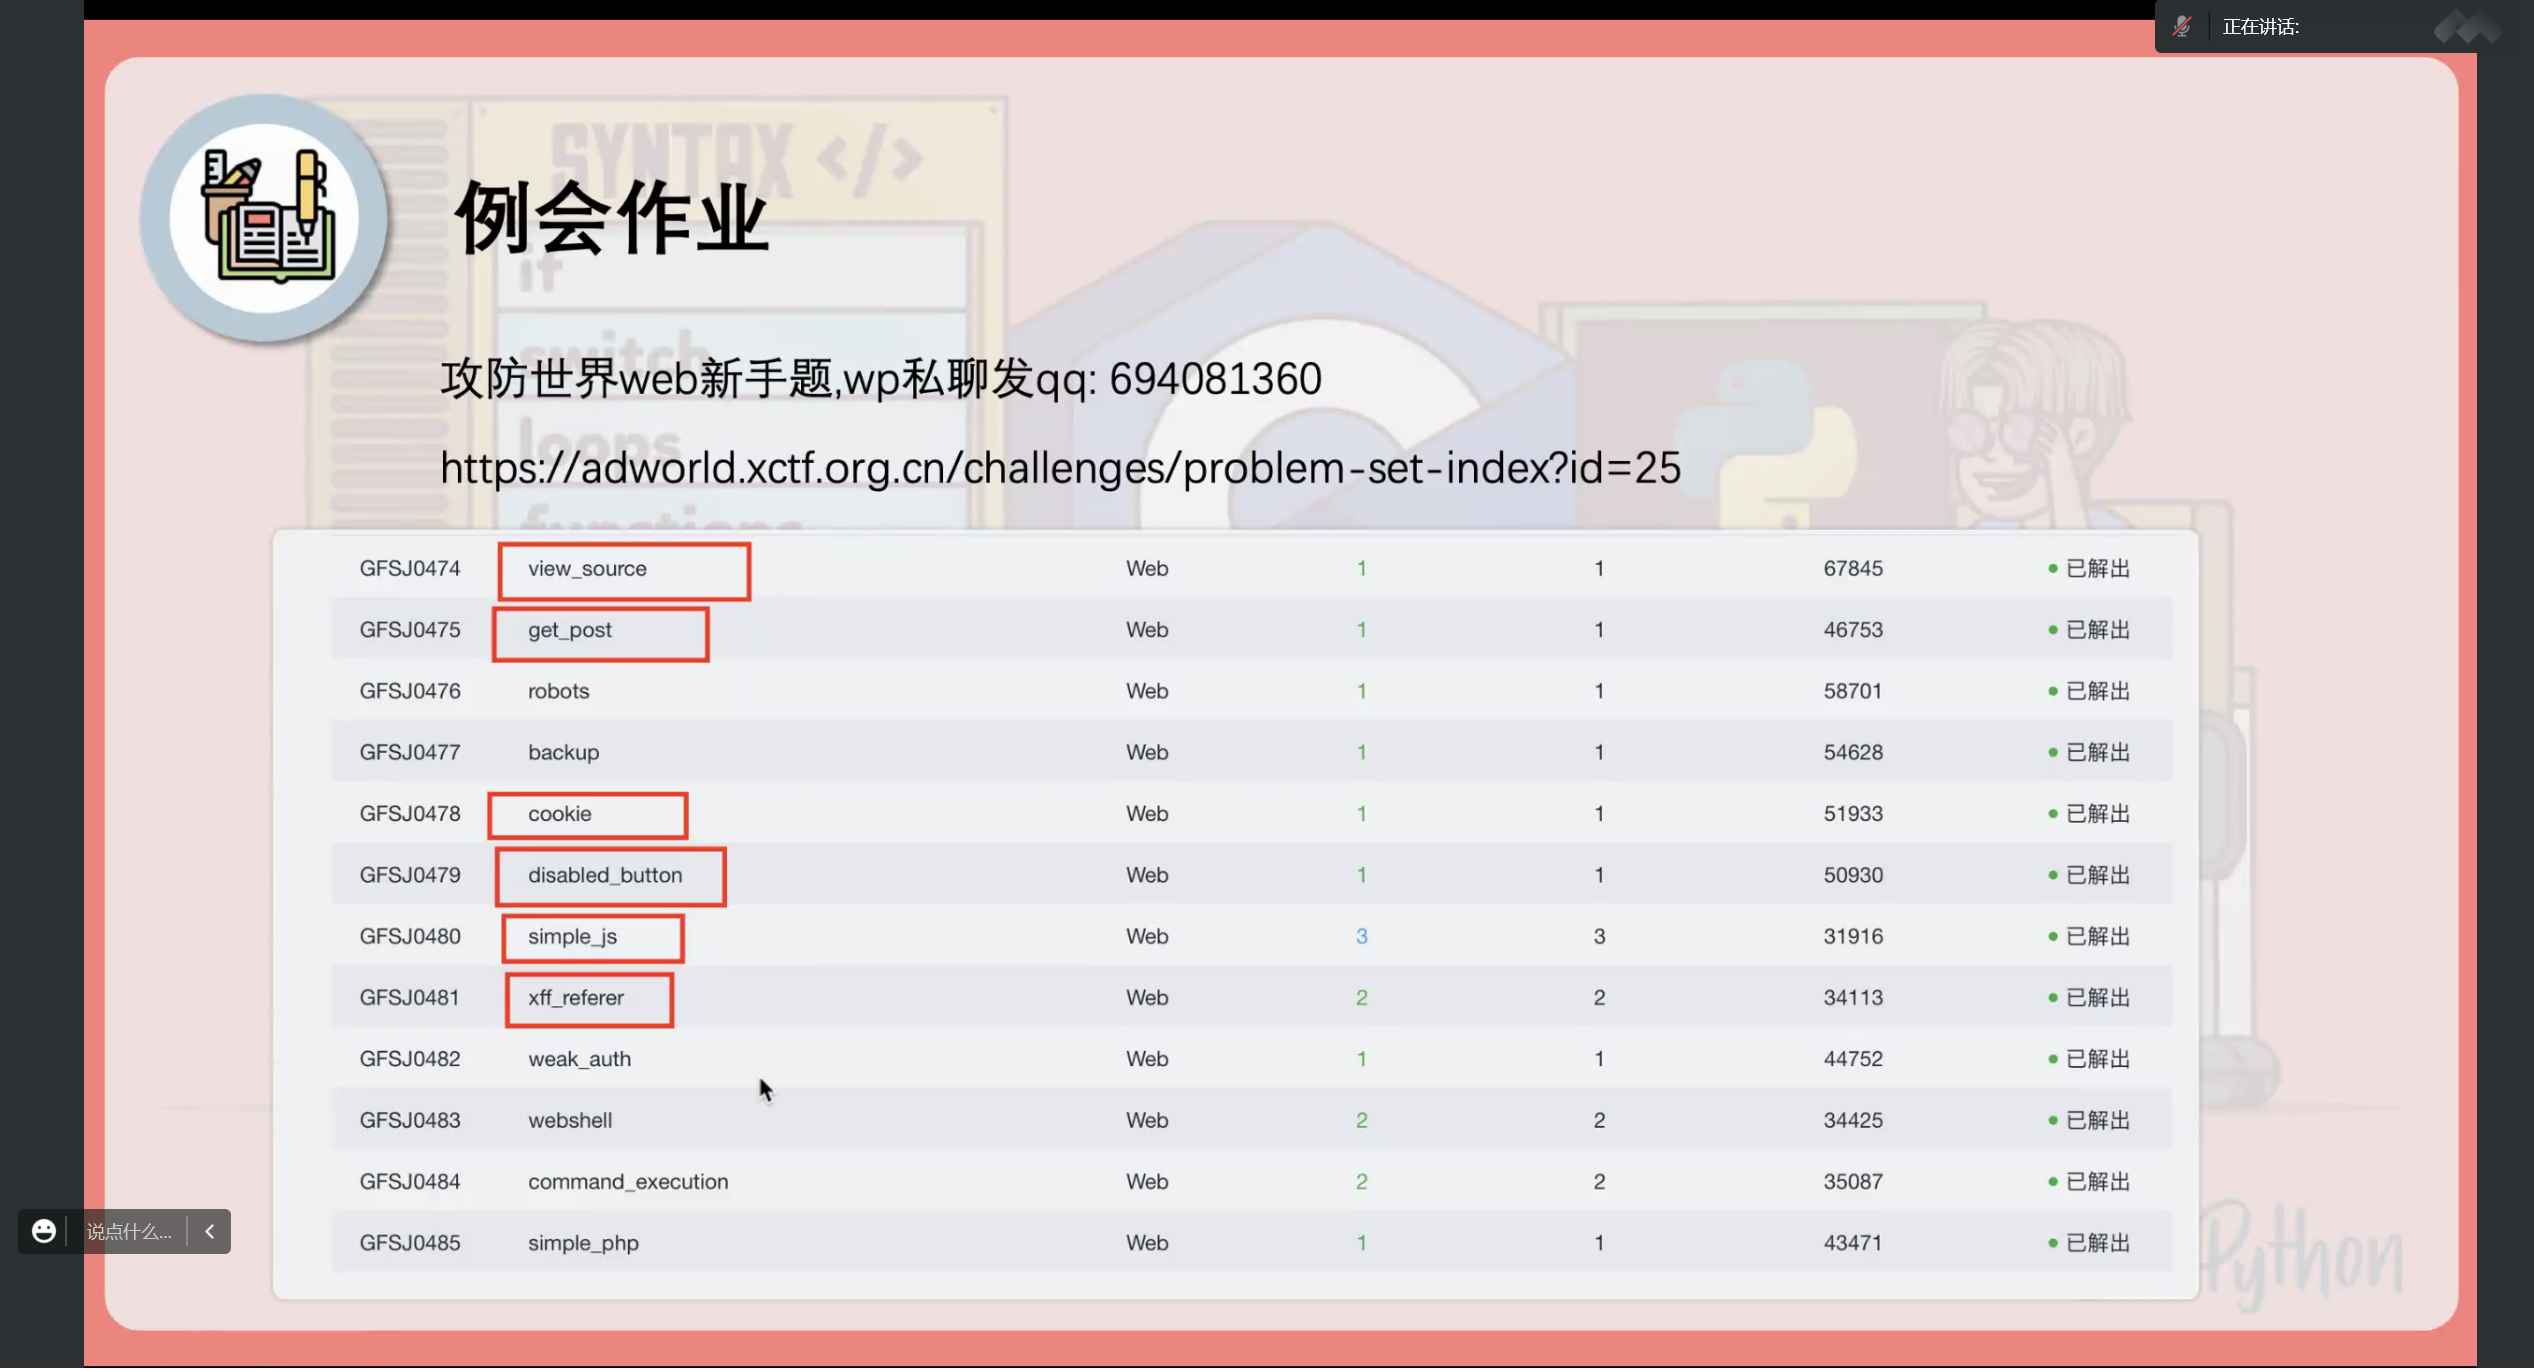 正在讲话:
SYNTAX </>
例会作业
if
switch
攻防世界web新手题,wp私聊发qq: 694081360
loops
https://adworld.xctf.org.cn/challenges/problem-set-index?id=25
functions
GFSJ0474 view_source Web 1 1 67845 已解出
GFSJ0475 get_post Web 1 1 46753 已解出
GFSJ0476 robots Web 1 1 58701 已解出
GFSJ0477 backup Web 1 1 54628 已解出
GFSJ0478 cookie Web 1 1 51933 已解出
GFSJ0479 disabled_button Web 1 1 50930 已解出
GFSJ0480 simple_js Web 3 3 31916 已解出
GFSJ0481 xff_referer Web 2 2 34113 已解出
GFSJ0482 weak_auth Web 1 1 44752 已解出
GFSJ0483 webshell Web 2 2 34425 已解出
GFSJ0484 command_execution Web 2 2 35087 已解出
说点什么...
GFSJ0485 simple_php Web 1 1 43471 已解出
Python